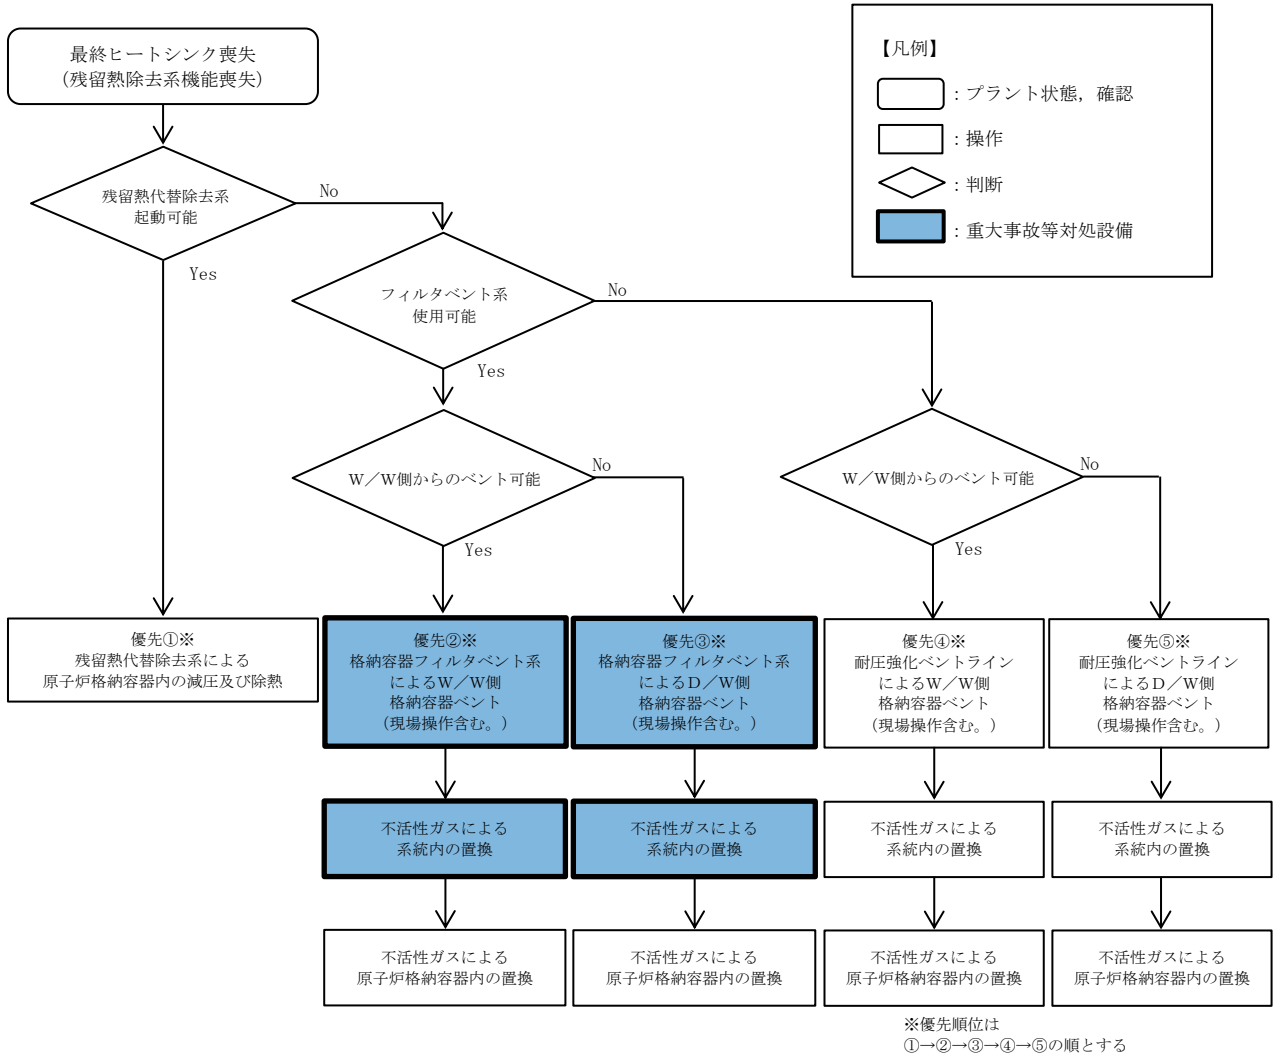 最終ヒートシンク喪失
(残留熱除去系機能喪失)
【凡例】
：プラント状態，確認
：操作
：判断
：重大事故等対処設備
残留熱代替除去系
起動可能
No
Yes
フィルタベント系
使用可能
No
Yes
W／W側からのベント可能
No
Yes
W／W側からのベント可能
No
Yes
優先①※
残留熱代替除去系による
原子炉格納容器内の減圧及び除熱
優先②※
格納容器フィルタベント系
によるW／W側
格納容器ベント
(現場操作含む。)
優先③※
格納容器フィルタベント系
によるD／W側
格納容器ベント
(現場操作含む。)
優先④※
耐圧強化ベントライン
によるW／W側
格納容器ベント
(現場操作含む。)
優先⑤※
耐圧強化ベントライン
によるD／W側
格納容器ベント
(現場操作含む。)
不活性ガスによる
系統内の置換
不活性ガスによる
系統内の置換
不活性ガスによる
系統内の置換
不活性ガスによる
系統内の置換
不活性ガスによる
原子炉格納容器内の置換
不活性ガスによる
原子炉格納容器内の置換
不活性ガスによる
原子炉格納容器内の置換
不活性ガスによる
原子炉格納容器内の置換
※優先順位は
①→②→③→④→⑤の順とする